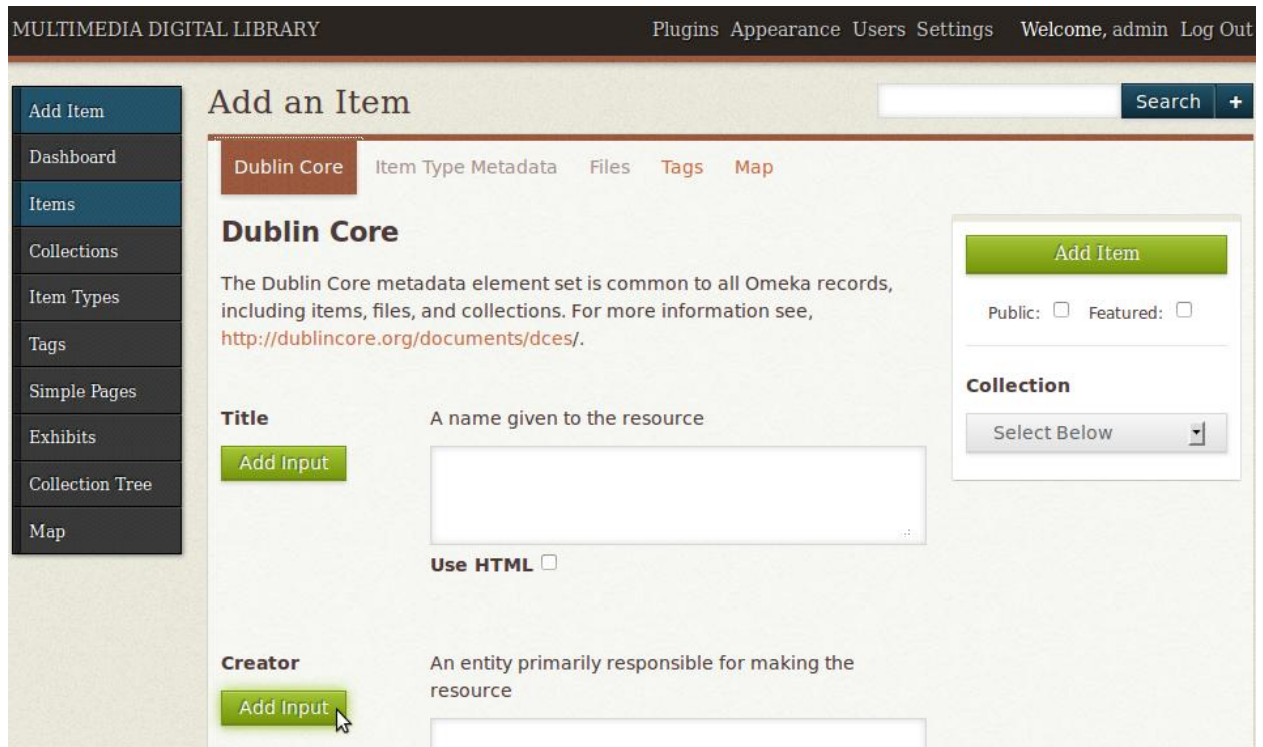 MULTIMEDIA DIGITAL LIBRARY
Plugins Appearance Users Settings Welcome, admin Log Out
Add Item
Dashboard
Items
Collections
Item Types
Tags
Simple Pages
Exhibits
Collection Tree
Map
Add an Item
Search +
Dublin Core Item Type Metadata Files Tags Map
Dublin Core
The Dublin Core metadata element set is common to all Omeka records,
including items, files, and collections. For more information see,
http://dublincore.org/documents/dces/.
Title
Add Input
A name given to the resource
Use HTML
Creator
Add Input
An entity primarily responsible for making the
resource
Add Item
Public: Featured:
Collection
Select Below